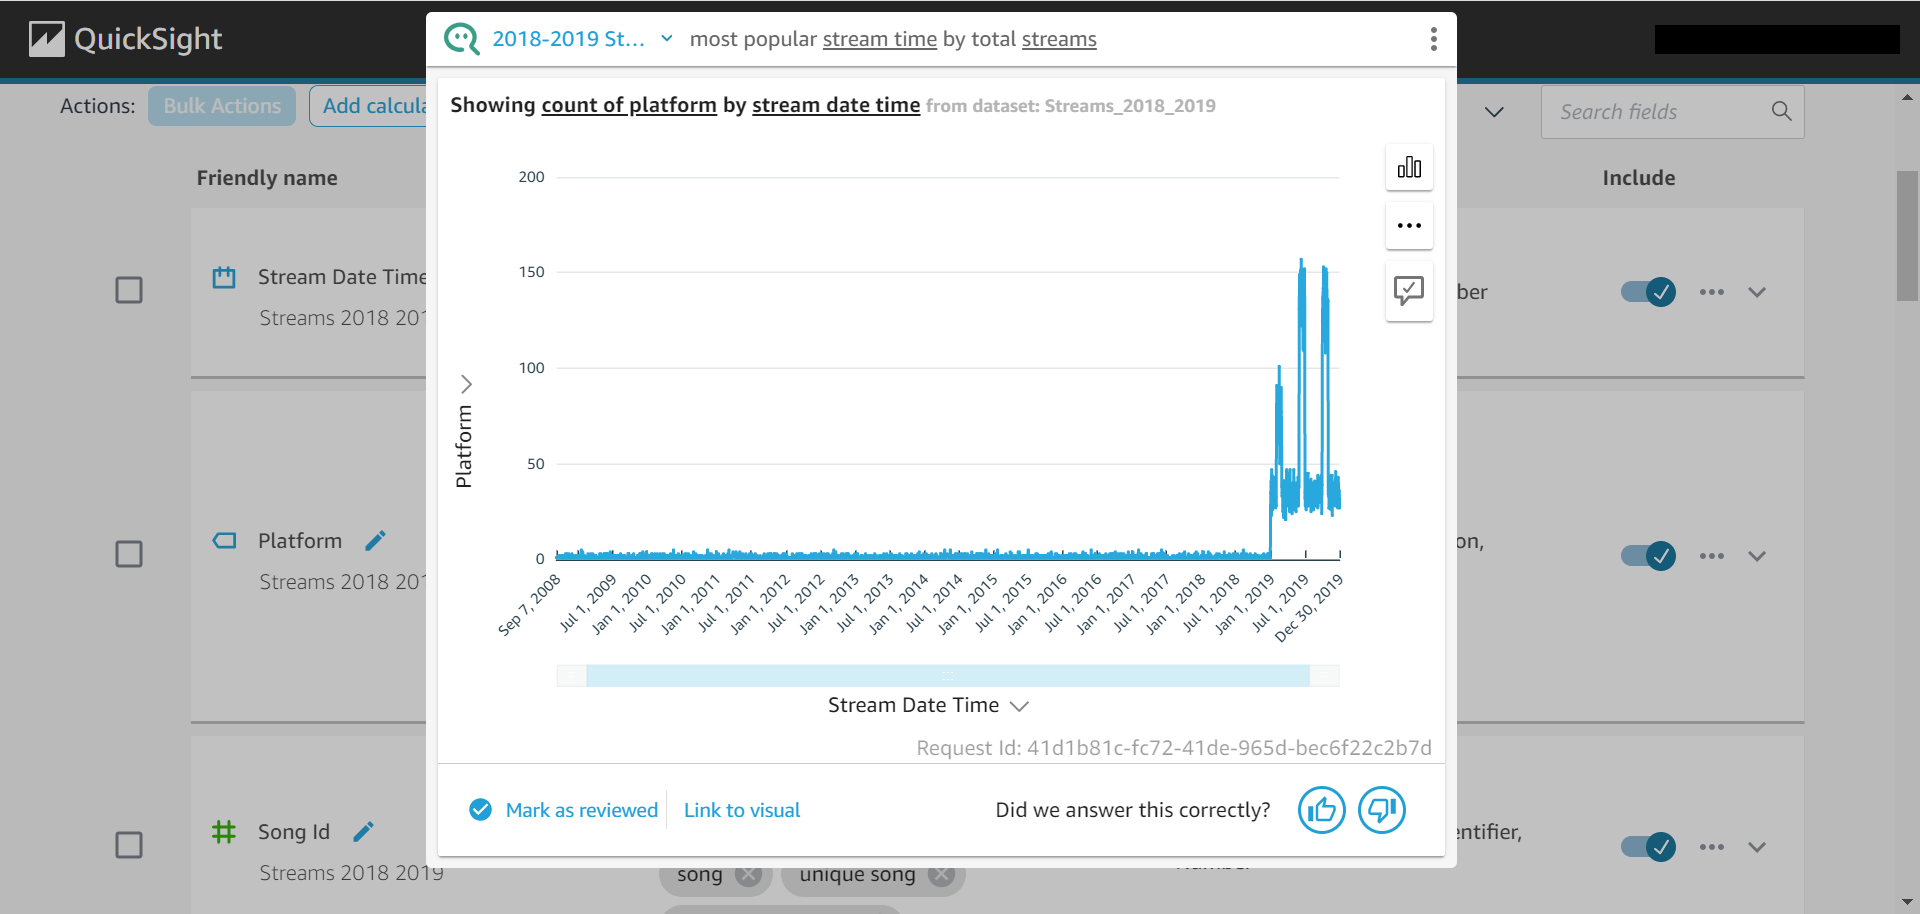 QuickSight
2018-2019 St... most popular stream time by total streams
Actions: Bulk Actions Add calcula
Showing count of platform by stream date time from dataset: Streams_2018_2019
Search fields
Friendly name
Include
200
150
100
50
0
Platform
Stream Date Time
Streams 2018 201
ber
Platform
Streams 2018 201
on,
Sep 7, 2008
Jul 1, 2009
Jan 1, 2010
Jul 1, 2010
Jan 1, 2011
Jul 1, 2011
Jan 1, 2012
Jul 1, 2012
Jan 1, 2013
Jul 1, 2013
Jan 1, 2014
Jul 1, 2014
Jan 1, 2015
Jul 1, 2015
Jan 1, 2016
Jul 1, 2016
Jan 1, 2017
Jul 1, 2017
Jan 1, 2018
Jul 1, 2018
Jan 1, 2019
Jul 1, 2019
Dec 30, 2019
Stream Date Time
Request Id: 41d1b81c-fc72-41de-965d-bec6f22c2b7d
Mark as reviewed Link to visual
Did we answer this correctly?
Song Id
Streams 2018 2019
entifier,
song unique song